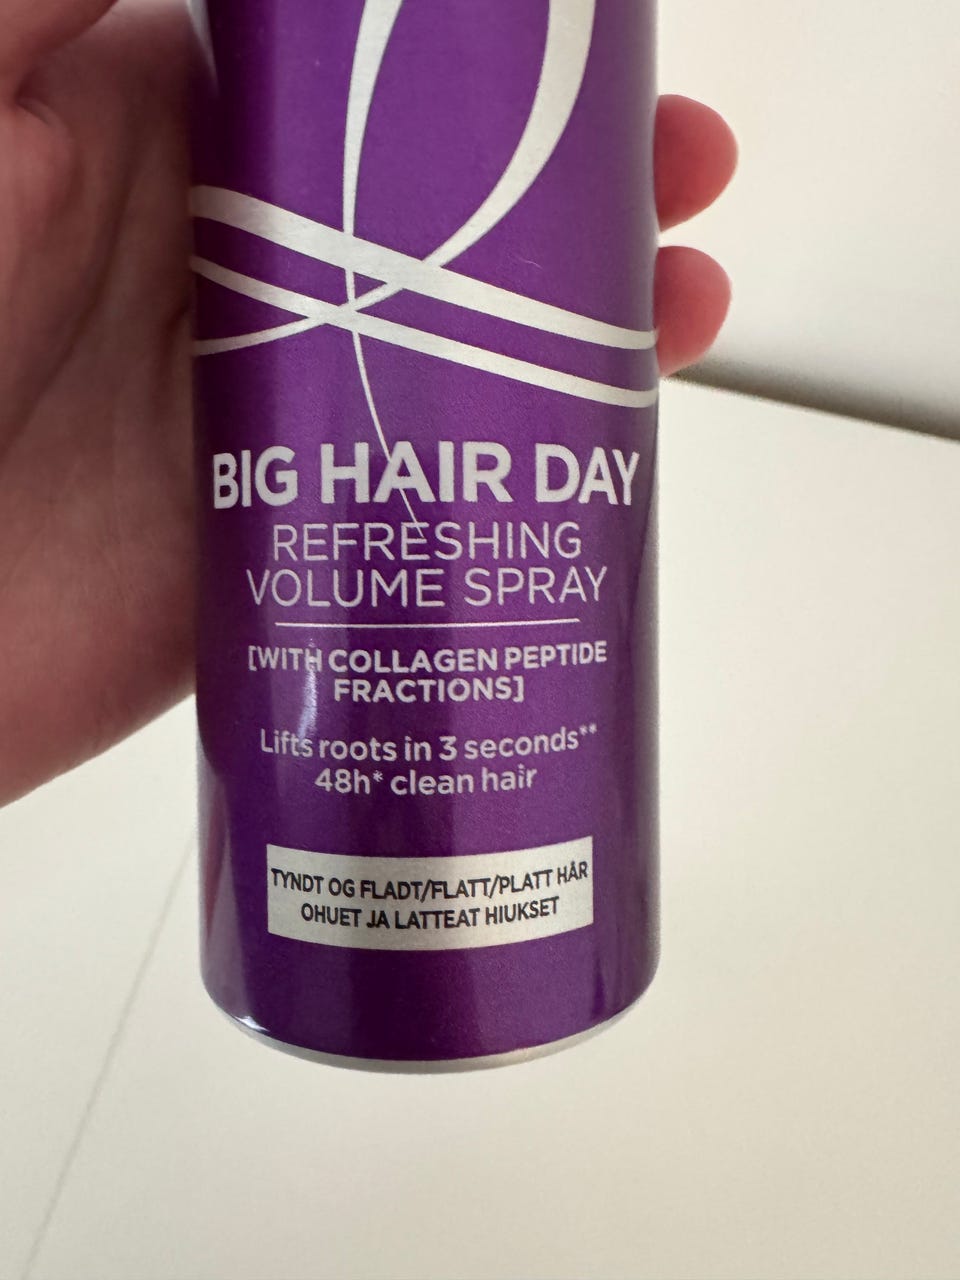 BIG HAIR DAY
REFRESHING
VOLUME SPRAY
[WITH COLLAGEN PEPTIDE
FRACTIONS]
Lifts roots in 3 seconds**
48h* clean hair
TYNDT OG FLADT/FLATT/PLATT HÅR
OHUET JA LATTEAT HIUKSET